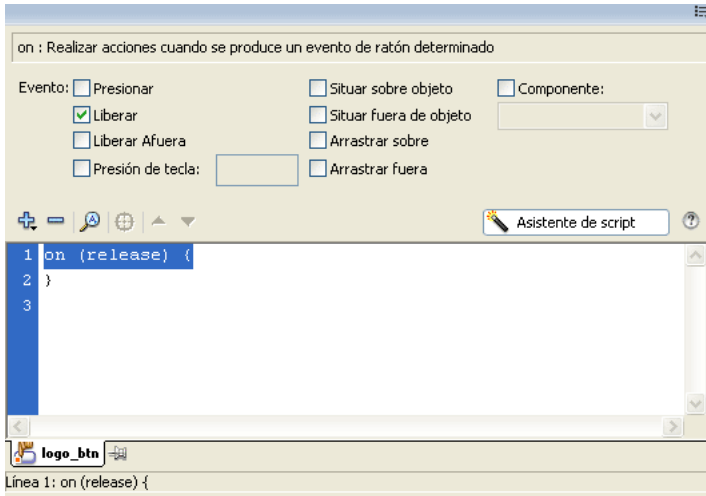 on : Realizar acciones cuando se produce un evento de ratón determinado
Evento: Presionar Situar sobre objeto Componente:
Liberar Situar fuera de objeto
Liberar Afuera Arrastrar sobre
Presión de tecla: Arrastrar fuera
Asistente de script ?
1 on (release) {
2 }
3
logo_btn
Línea 1: on (release) {